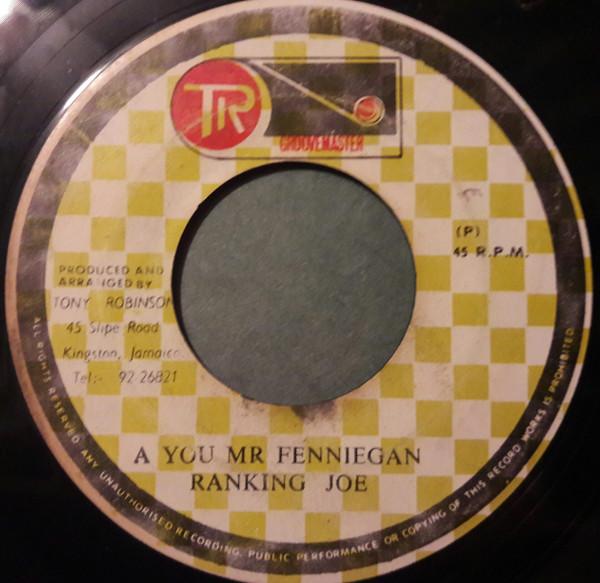 TR
GROOVEMASTER
(P)
45 R.P.M.
PRODUCED AND
ARRANGED BY
TONY ROBINSON
45 Slipe Road
Kingston, Jamaica
Tel:- 92-26821
A YOU MR FENNIEGAN
RANKING JOE
ALL RIGHTS RESERVED. ANY UNAUTHORISED RECORDING, PUBLIC PERFORMANCE OR COPYING OF THIS RECORD WORKS IS PROHIBITED